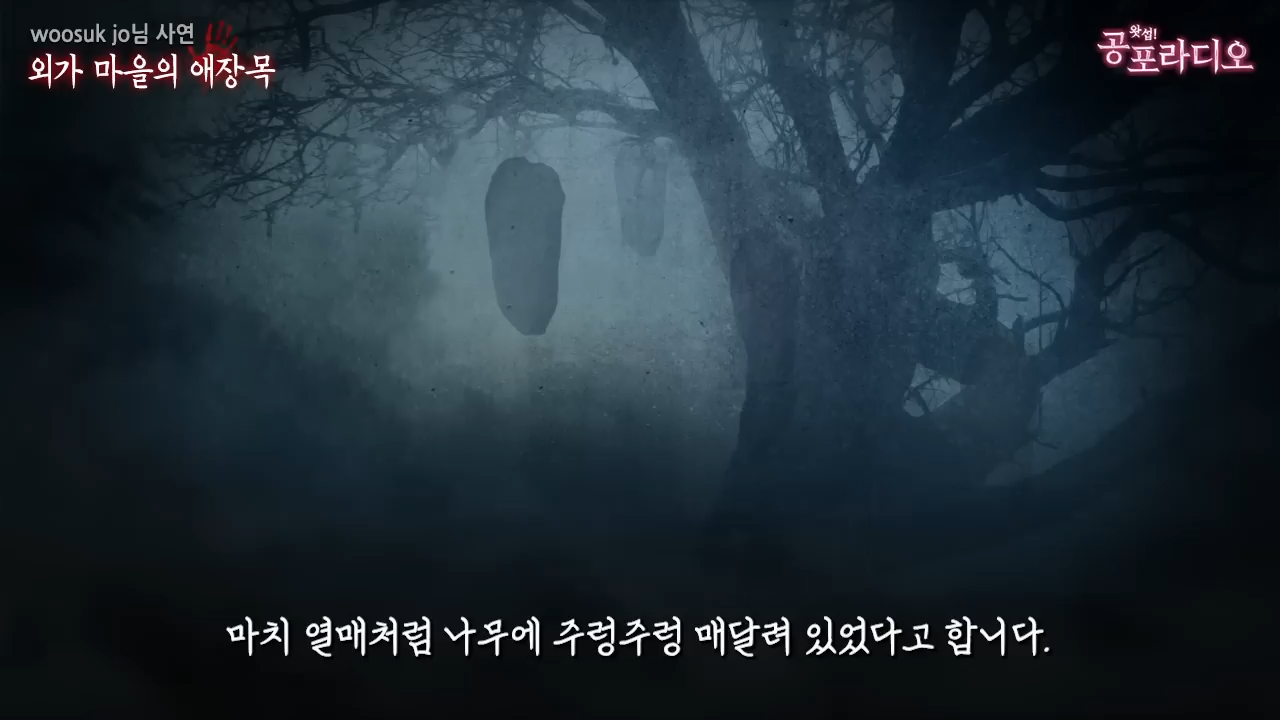 woosuk jo님 사연
외가 마을의 애장목
왓섭!
공포라디오
마치 열매처럼 나무에 주렁주렁 매달려 있었다고 합니다.